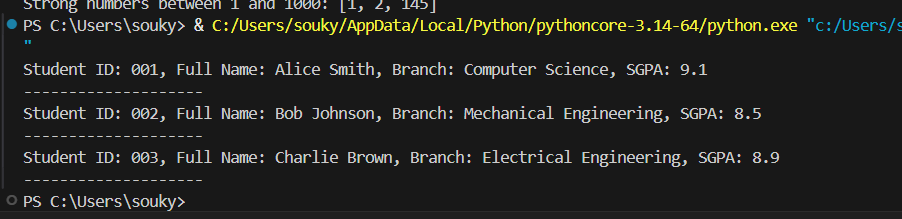 Strong numbers between 1 and 1000: [1, 2, 145]
PS C:\Users\souky> & C:/Users/souky/AppData/Local/Python/pythoncore-3.14-64/python.exe "c:/Users/s
"
Student ID: 001, Full Name: Alice Smith, Branch: Computer Science, SGPA: 9.1
--------------------
Student ID: 002, Full Name: Bob Johnson, Branch: Mechanical Engineering, SGPA: 8.5
--------------------
Student ID: 003, Full Name: Charlie Brown, Branch: Electrical Engineering, SGPA: 8.9
--------------------
PS C:\Users\souky>